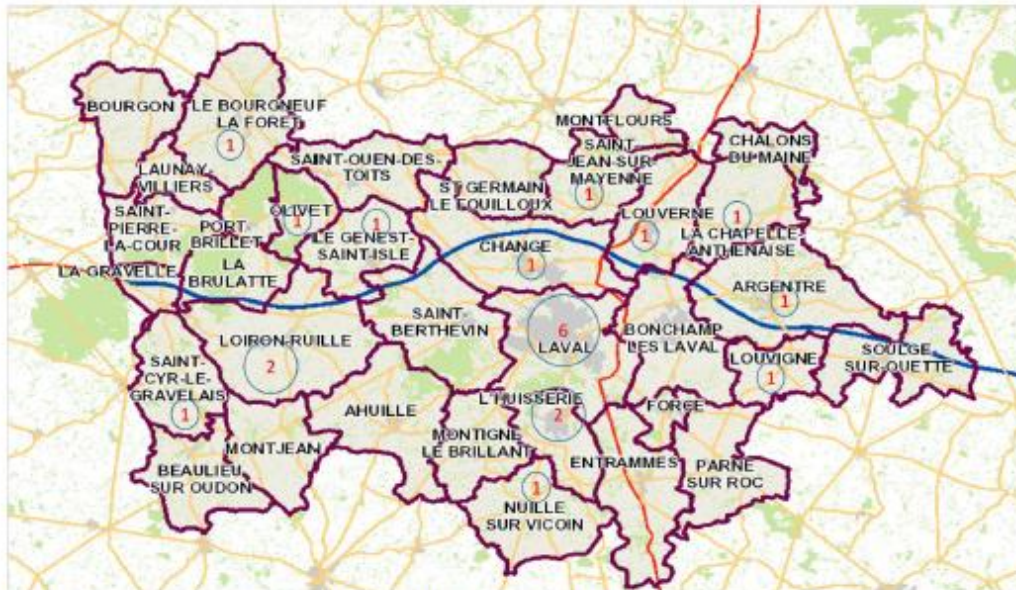 BOURGON
LE BOURGNEUF
LA FORET
1
LAUNAY-
VILLIERS
SAINT-OUEN-DES-
TOITS
MONTFLOURS
SAINT
JEAN-SUR-
MAYENNE
1
CHALONS
DU MAINE
ST GERMAIN
LE FOUILLOUX
SAINT-
PIERRE-
LA-COUR
PORT-
BRILLET
OLIVET
1
1
LE GENEST-
SAINT-ISLE
LOUVERNE
1
1
LA CHAPELLE
ANTHENAISE
CHANGE
1
LA GRAVELLE
LA
BRULATTE
ARGENTRE
1
SAINT-
BERTHEVIN
6
LAVAL
LOIRON-RUILLE
2
BONCHAMP
LES LAVAL
LOUVIGNE
1
SOULGE
SUR-OUETTE
SAINT-
CYR-LE-
GRAVELAIS
1
AHUILLE
L'HUISSERIE
2
FORCE
MONTJEAN
MONTIGNE
LE BRILLANT
ENTRAMMES
PARNE
SUR ROC
BEAULIEU
SUR OUDON
1
NUILLE
SUR VICOIN